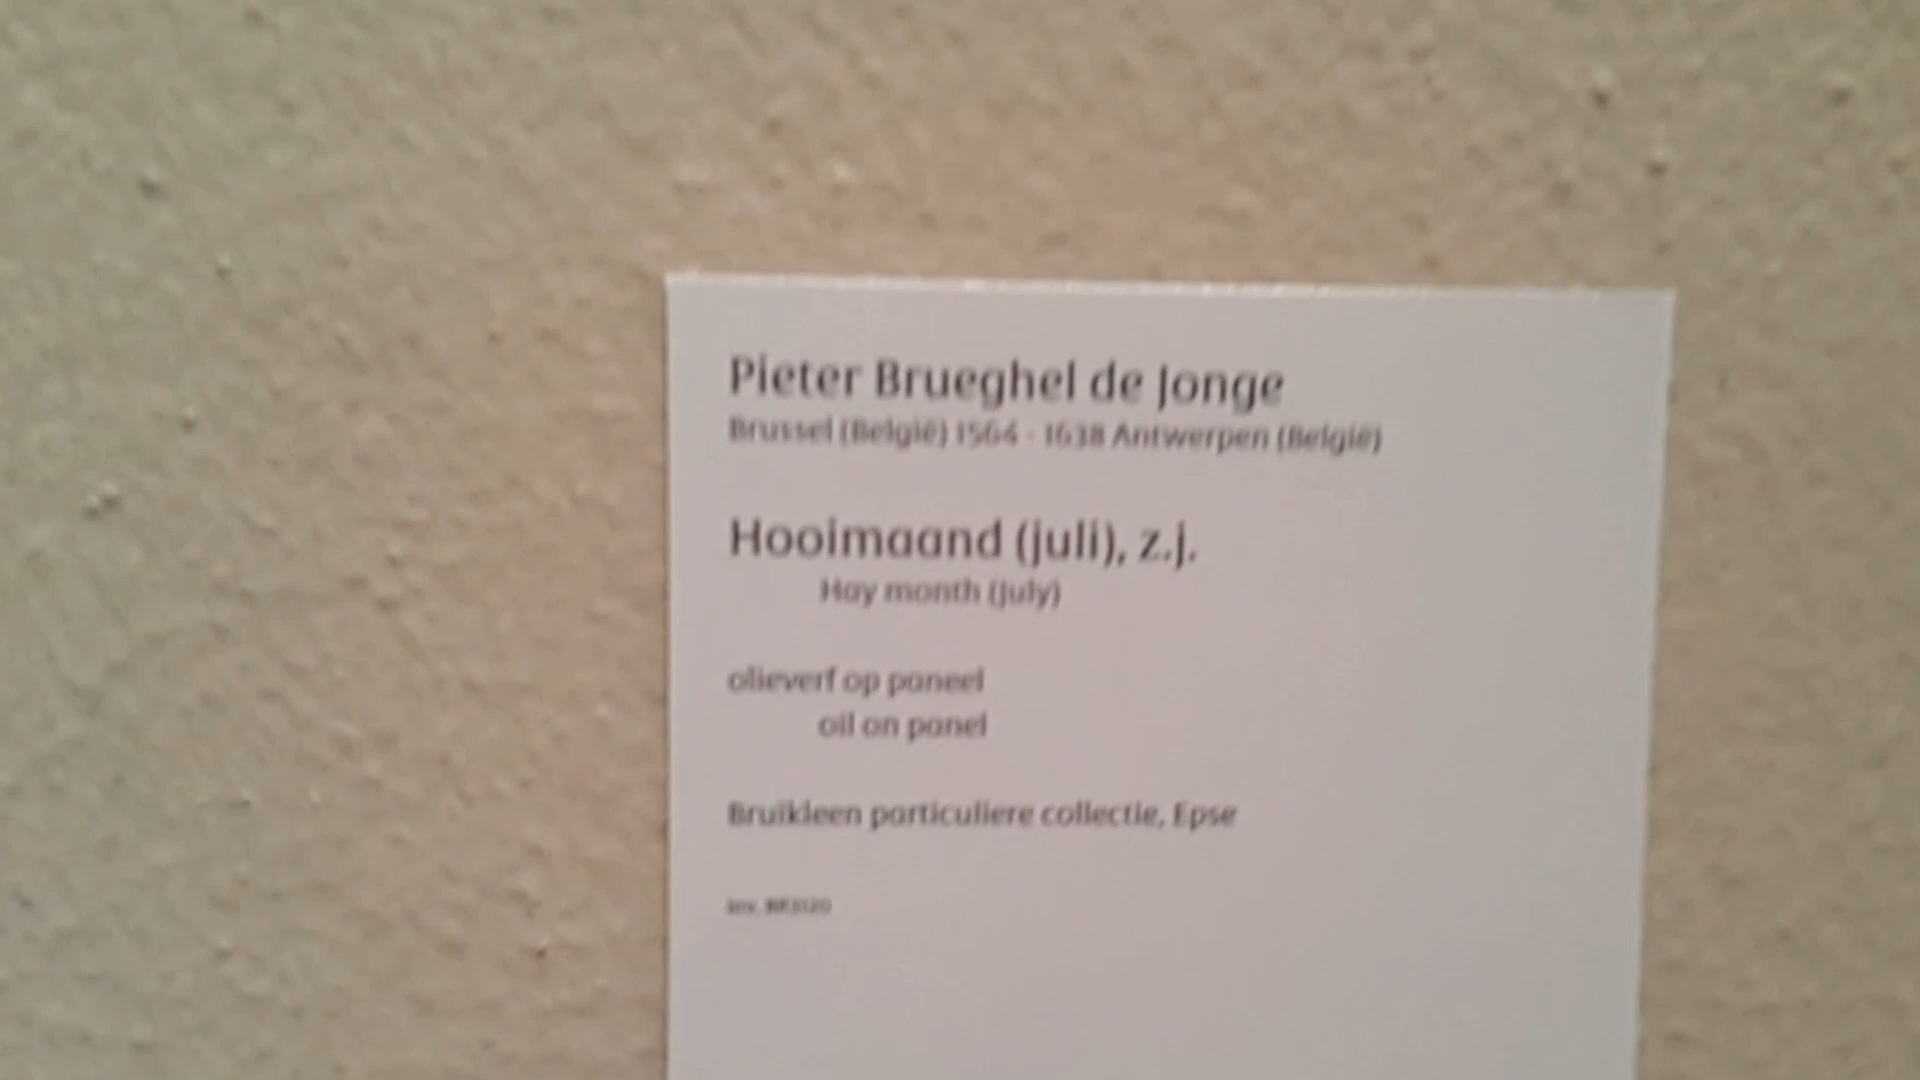 Pieter Brueghel de Jonge
Brussel (België) 1564 - 1638 Antwerpen (België)
Hooimaand (juli), z.j.
Hay month (July)
olieverf op paneel
oil on panel
Bruikleen particuliere collectie, Epse
inv.